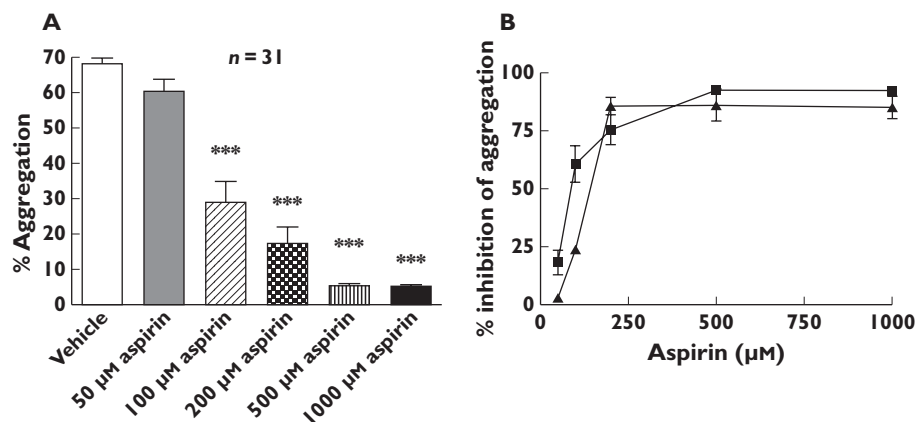 A
70
60
50
40
30
20
10
0
% Aggregation
n = 31
***
***
***
***
Vehicle
50 µM aspirin
100 µM aspirin
200 µM aspirin
500 µM aspirin
1000 µM aspirin
B
100
75
50
25
0
% inhibition of aggregation
0
250
500
750
1000
Aspirin (µM)